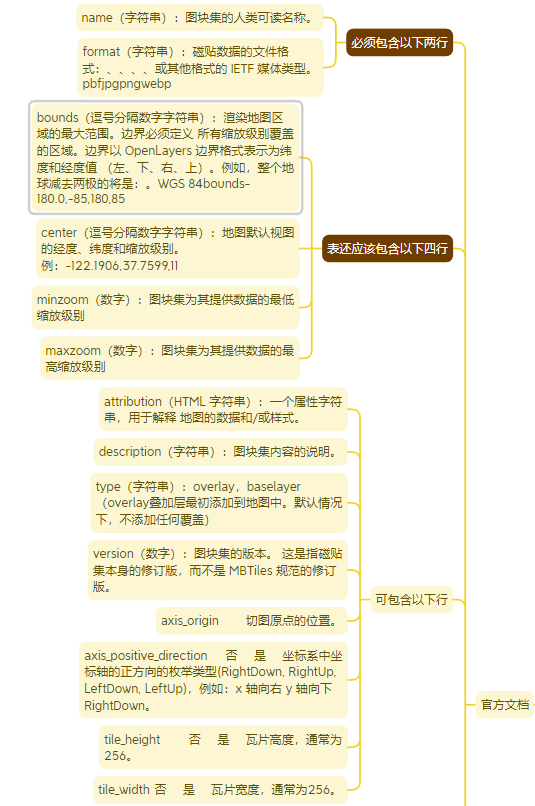 name（字符串）：图块集的人类可读名称。
format（字符串）：磁贴数据的文件格
式：、、、、或其他格式的 IETF 媒体类型。
pbfjpgpngwebp
必须包含以下两行
bounds（逗号分隔数字字符串）：渲染地图区
域的最大范围。边界必须定义 所有缩放级别覆盖
的区域。边界以 OpenLayers 边界格式表示为纬
度和经度值 （左、下、右、上）。例如，整个地
球减去两极的将是：。WGS 84bounds-
180.0,-85,180,85
center（逗号分隔数字字符串）：地图默认视图
的经度、纬度和缩放级别。
例：-122.1906,37.7599,11
表还应该包含以下四行
minzoom（数字）：图块集为其提供数据的最低
缩放级别
maxzoom（数字）：图块集为其提供数据的最
高缩放级别
attribution（HTML 字符串）：一个属性字符
串，用于解释 地图的数据和/或样式。
description（字符串）：图块集内容的说明。
type（字符串）：overlay，baselayer
（overlay叠加层最初添加到地图中。默认情况
下，不添加任何覆盖）
version（数字）：图块集的版本。 这是指磁贴
集本身的修订版，而不是 MBTiles 规范的修订
版。
可包含以下行
axis_origin 切图原点的位置。
axis_positive_direction 否 是 坐标系中坐
标轴的正方向的枚举类型(RightDown, RightUp,
LeftDown, LeftUp)，例如：x 轴向右 y 轴向下
RightDown。
官方文档
tile_height 否 是 瓦片高度，通常为
256。
tile_width 否 是 瓦片宽度，通常为256。